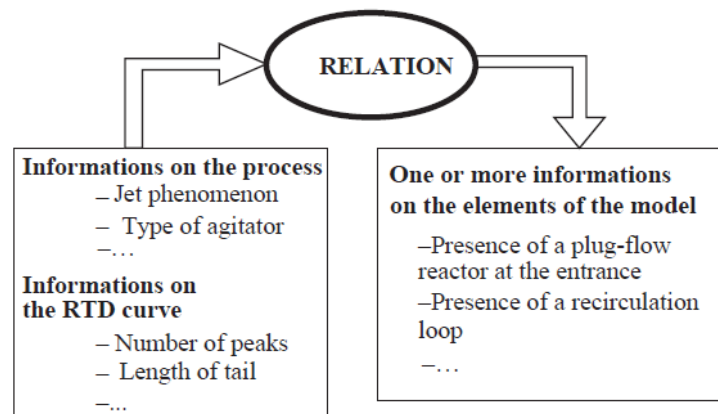 RELATION
Informations on the process
– Jet phenomenon
– Type of agitator
–…
Informations on
the RTD curve
– Number of peaks
– Length of tail
–...
One or more informations
on the elements of the model
–Presence of a plug-flow
reactor at the entrance
–Presence of a recirculation
loop
–…